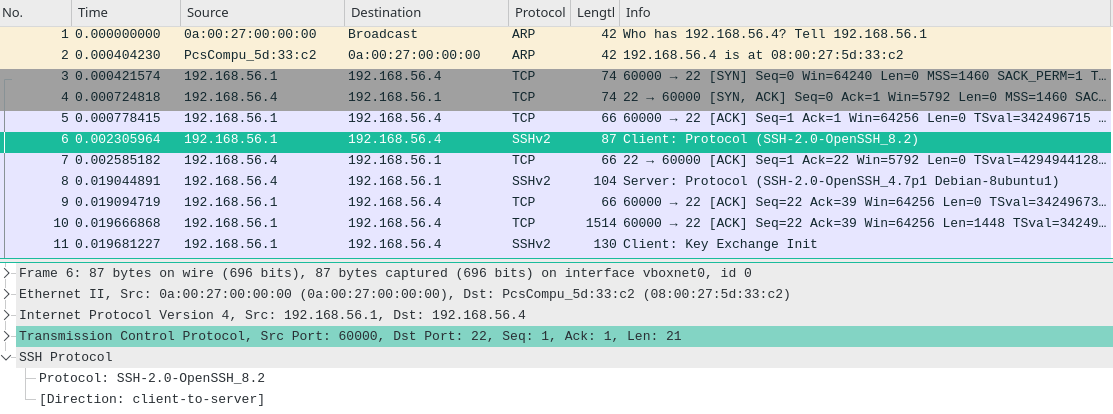 No. Time Source Destination Protocol Lengtl Info
1 0.000000000 0a:00:27:00:00:00 Broadcast ARP 42 Who has 192.168.56.4? Tell 192.168.56.1
2 0.000404230 PcsCompu_5d:33:c2 0a:00:27:00:00:00 ARP 42 192.168.56.4 is at 08:00:27:5d:33:c2
3 0.000421574 192.168.56.1 192.168.56.4 TCP 74 60000 → 22 [SYN] Seq=0 Win=64240 Len=0 MSS=1460 SACK_PERM=1 T…
4 0.000724818 192.168.56.4 192.168.56.1 TCP 74 22 → 60000 [SYN, ACK] Seq=0 Ack=1 Win=5792 Len=0 MSS=1460 SAC…
5 0.000778415 192.168.56.1 192.168.56.4 TCP 66 60000 → 22 [ACK] Seq=1 Ack=1 Win=64256 Len=0 TSval=342496715 …
6 0.002305964 192.168.56.1 192.168.56.4 SSHv2 87 Client: Protocol (SSH-2.0-OpenSSH_8.2)
7 0.002585182 192.168.56.4 192.168.56.1 TCP 66 22 → 60000 [ACK] Seq=1 Ack=22 Win=5792 Len=0 TSval=4294944128…
8 0.019044891 192.168.56.4 192.168.56.1 SSHv2 104 Server: Protocol (SSH-2.0-OpenSSH_4.7p1 Debian-8ubuntu1)
9 0.019094719 192.168.56.1 192.168.56.4 TCP 66 60000 → 22 [ACK] Seq=22 Ack=39 Win=64256 Len=0 TSval=34249673…
10 0.019666868 192.168.56.1 192.168.56.4 TCP 1514 60000 → 22 [ACK] Seq=22 Ack=39 Win=64256 Len=1448 TSval=34249…
11 0.019681227 192.168.56.1 192.168.56.4 SSHv2 130 Client: Key Exchange Init
Frame 6: 87 bytes on wire (696 bits), 87 bytes captured (696 bits) on interface vboxnet0, id 0
Ethernet II, Src: 0a:00:27:00:00:00 (0a:00:27:00:00:00), Dst: PcsCompu_5d:33:c2 (08:00:27:5d:33:c2)
Internet Protocol Version 4, Src: 192.168.56.1, Dst: 192.168.56.4
Transmission Control Protocol, Src Port: 60000, Dst Port: 22, Seq: 1, Ack: 1, Len: 21
SSH Protocol
Protocol: SSH-2.0-OpenSSH_8.2
[Direction: client-to-server]